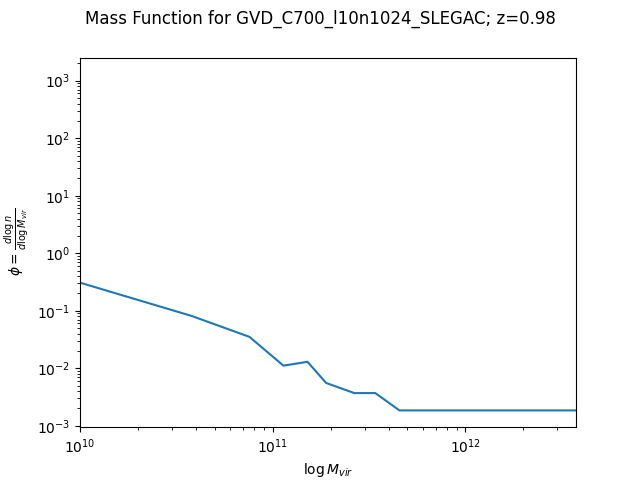 Mass Function for GVD_C700_l10n1024_SLEGAC; z=0.98
10³
10²
10¹
10⁰
10⁻¹
10⁻²
10⁻³
ϕ = d log n / d log M_vir
10¹⁰ 10¹¹ 10¹²
log M_vir